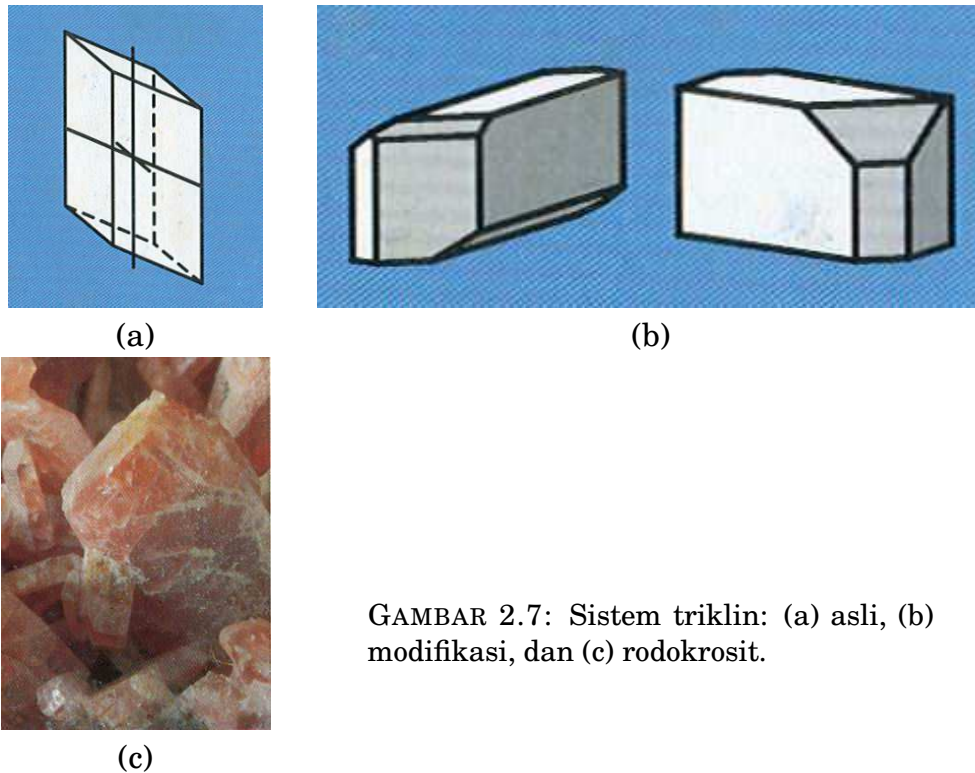 (a)
(b)
(c)
GAMBAR 2.7: Sistem triklin: (a) asli, (b)
modifikasi, dan (c) rodokrosit.